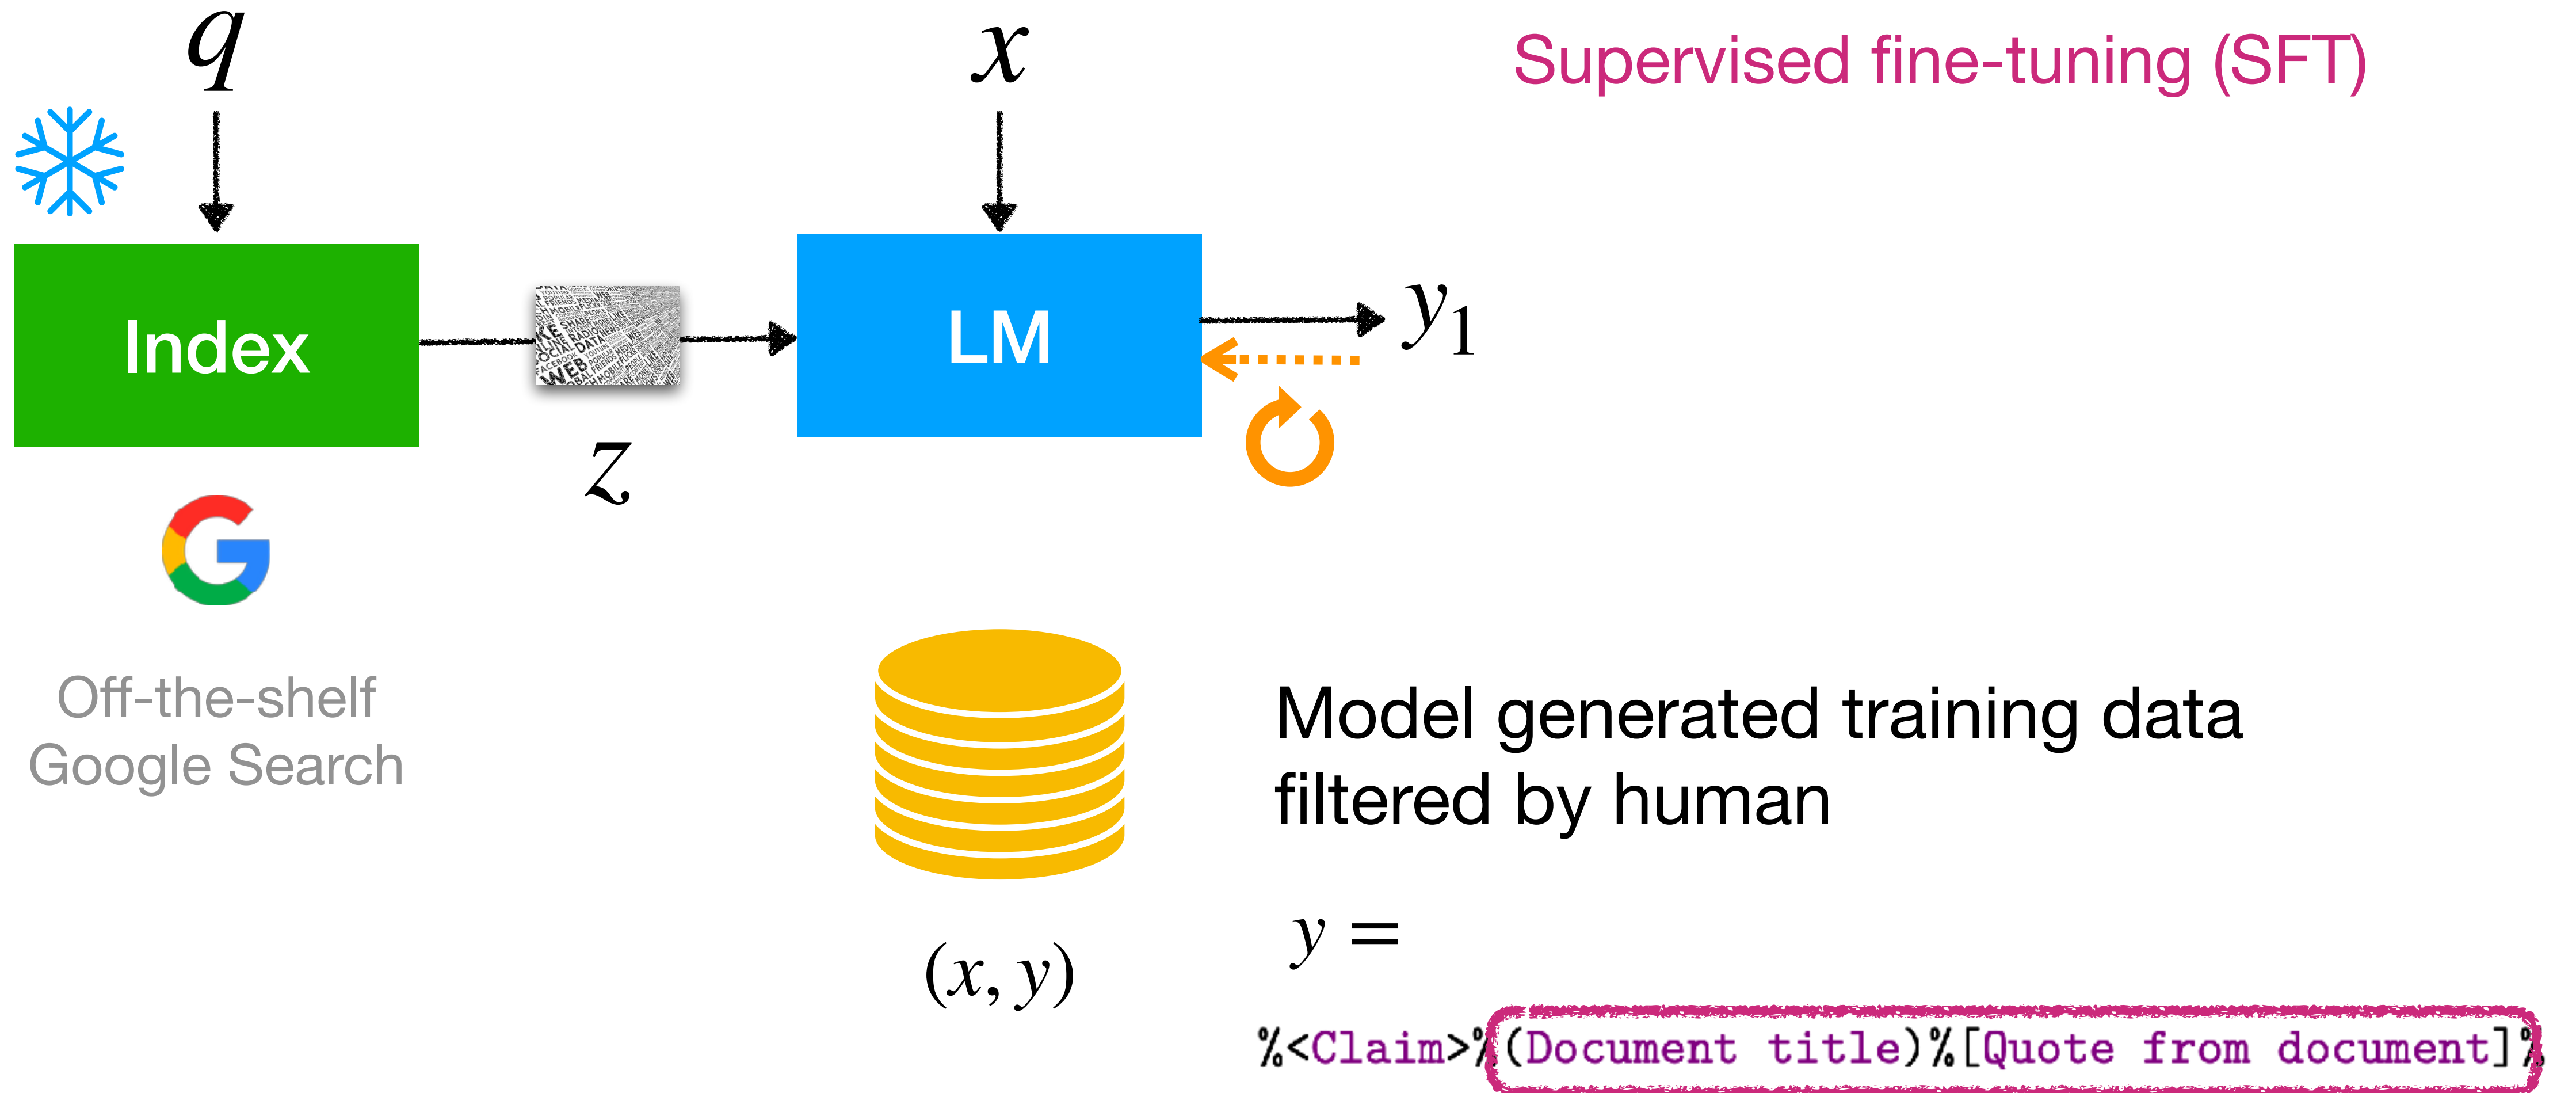 q
x
Supervised fine-tuning (SFT)
Index
LM
y₁
z
Off-the-shelf
Google Search
Model generated training data
filtered by human
(x, y)
y =
%<Claim>%(Document title)%[Quote from document]%